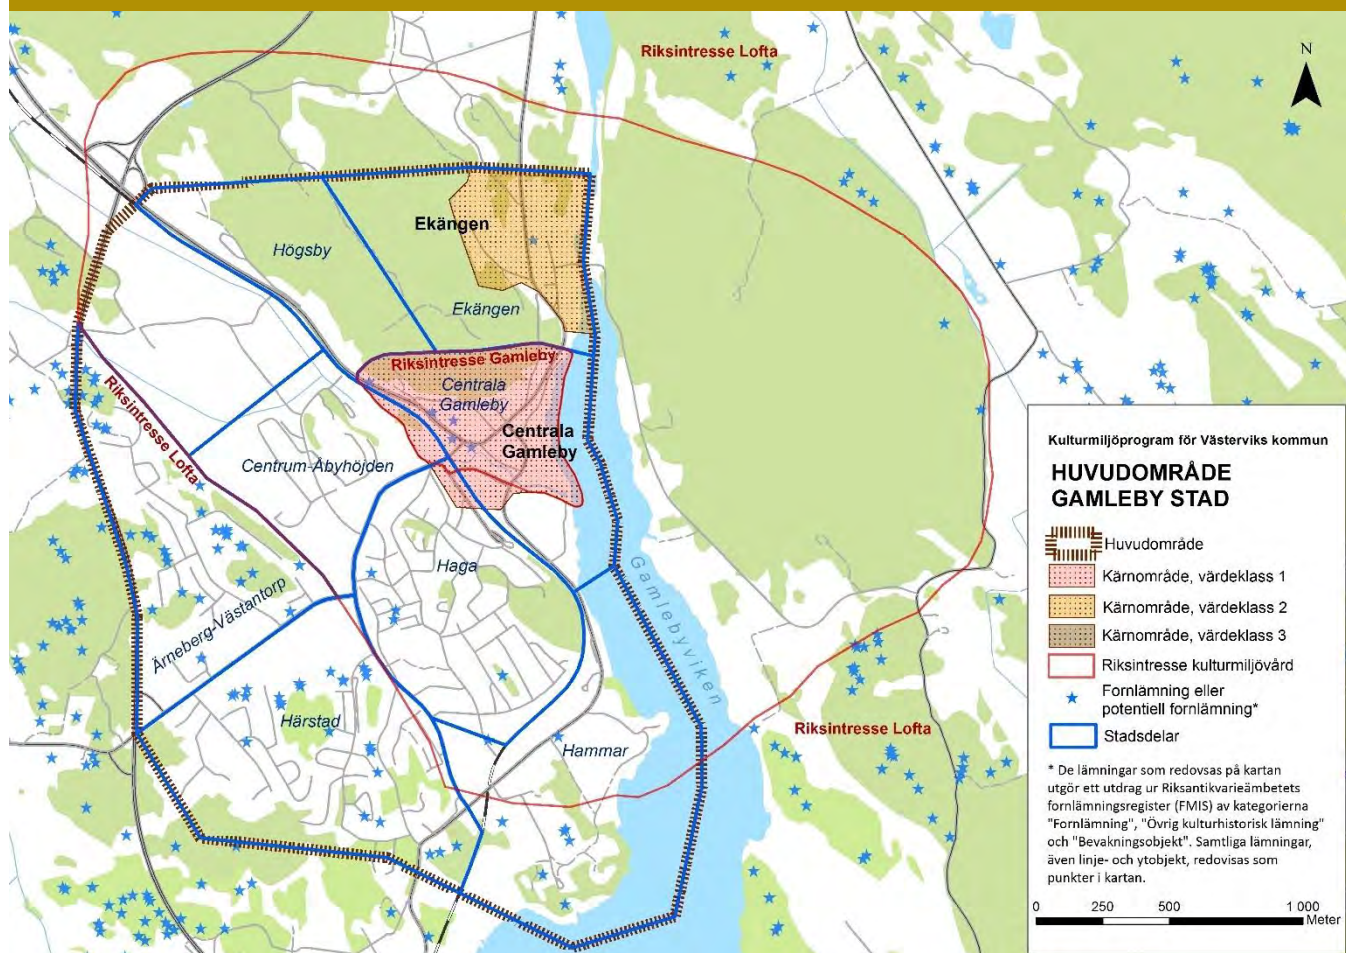 Riksintresse Lofta
N
Ekängen
Högsby
Ekängen
Riksintresse Gamleby
Centrala
Gamleby
Centrala
Gamleby
Riksintresse Lofta
Centrum-Åbyhöjden
Haga
Ärneberg-Västantorp
Härstad
Hammar
Gamlebyviken
Riksintresse Lofta
Kulturmiljöprogram för Västerviks kommun
HUVUDOMRÅDE
GAMLEBY STAD
Huvudområde
Kärnområde, värdeklass 1
Kärnområde, värdeklass 2
Kärnområde, värdeklass 3
Riksintresse kulturmiljövård
Fornlämning eller
potentiell fornlämning*
Stadsdelar
* De lämningar som redovsas på kartan
utgör ett utdrag ur Riksantikvarieämbetets
fornlämningsregister (FMIS) av kategorierna
"Fornlämning", "Övrig kulturhistorisk lämning"
och "Bevakningsobjekt". Samtliga lämningar,
även linje- och ytobjekt, redovisas som
punkter i kartan.
0 250 500 1 000
Meter